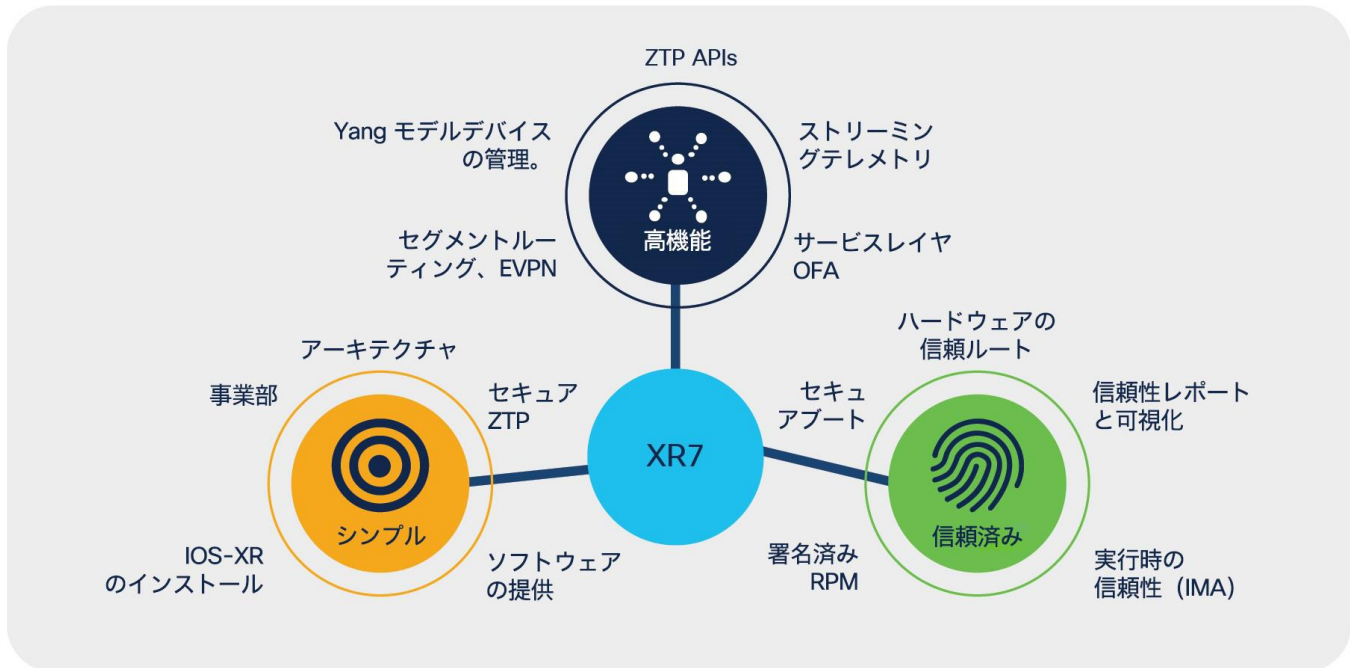 ZTP APIs
Yang モデルデバイス
の管理。
ストリーミン
グテレメトリ
高機能
セグメントルー
ティング、EVPN
サービスレイヤ
OFA
アーキテクチャ
事業部
セキュア
ZTP
シンプル
IOS-XR
のインストール
ソフトウェア
の提供
XR7
ハードウェアの
信頼ルート
セキュ
アブート
信頼性レポート
と可視化
信頼済み
署名済み
RPM
実行時の
信頼性（IMA）